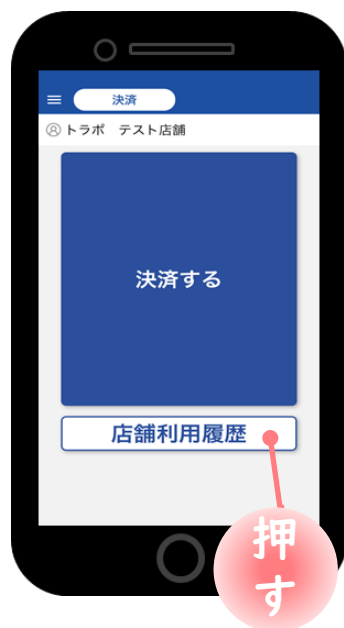 決済
トラポ　テスト店舗
決済する
店舗利用履歴
押
す